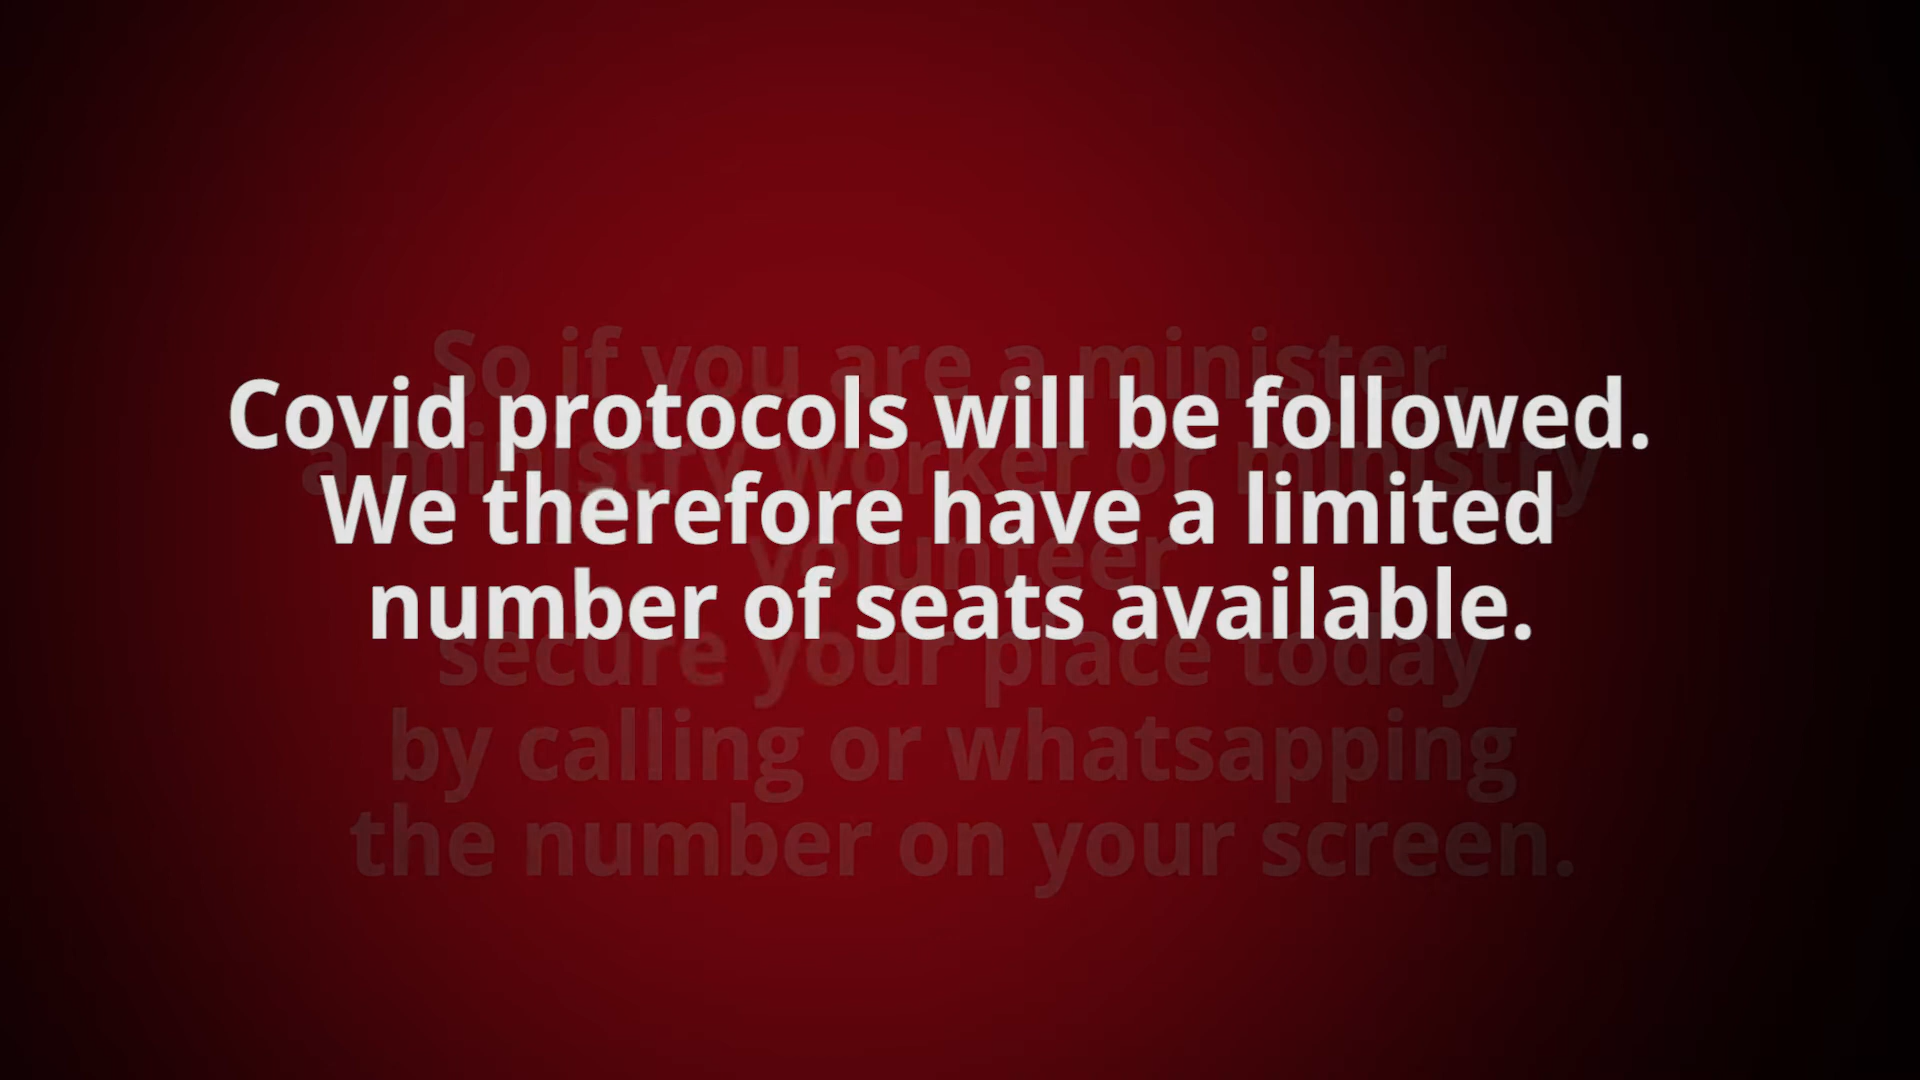 Covid protocols will be followed.
We therefore have a limited
number of seats available.
So if you are a minister,
a ministry worker or ministry
volunteer
secure your place today
by calling or whatsapping
the number on your screen.